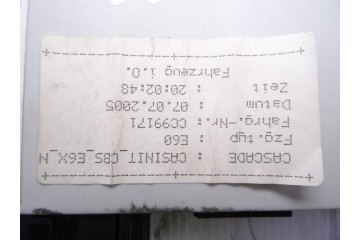 CASCADE : CASINIT_CBS_E6X_N
Fzg.typ : E60
Fahrg.-Nr.: CC99171
Datum : 07.07.2005
Zeit : 20:02:48
Fahrzeug i.O.